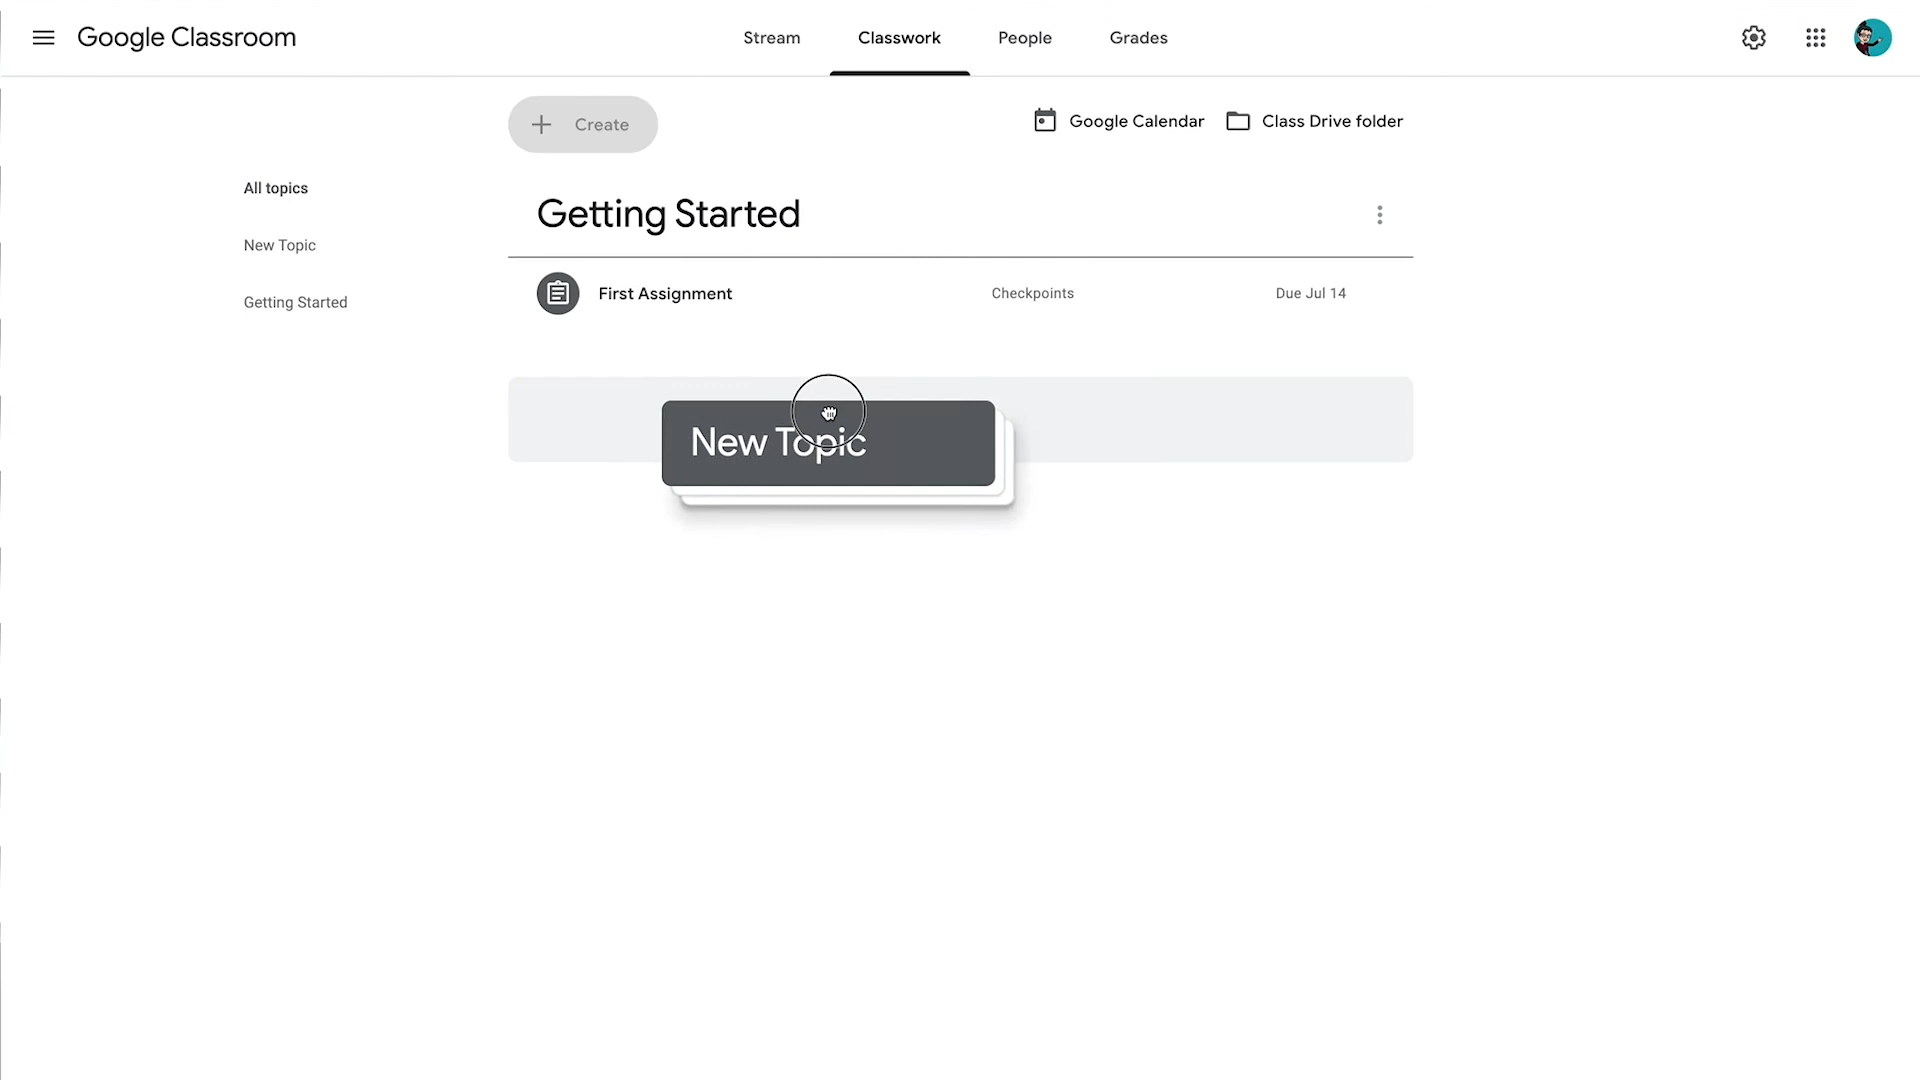 Google Classroom
Stream
Classwork
People
Grades
Create
Google Calendar
Class Drive folder
All topics
New Topic
Getting Started
Getting Started
First Assignment
Checkpoints
Due Jul 14
New Topic